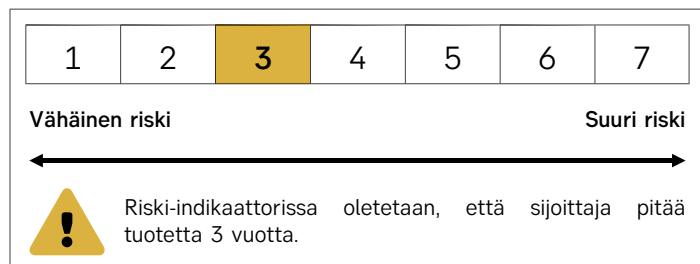 1 2 3 4 5 6 7
Vähäinen riski Suuri riski
Riski-indikaattorissa oletetaan, että sijoittaja pitää
tuotetta 3 vuotta.